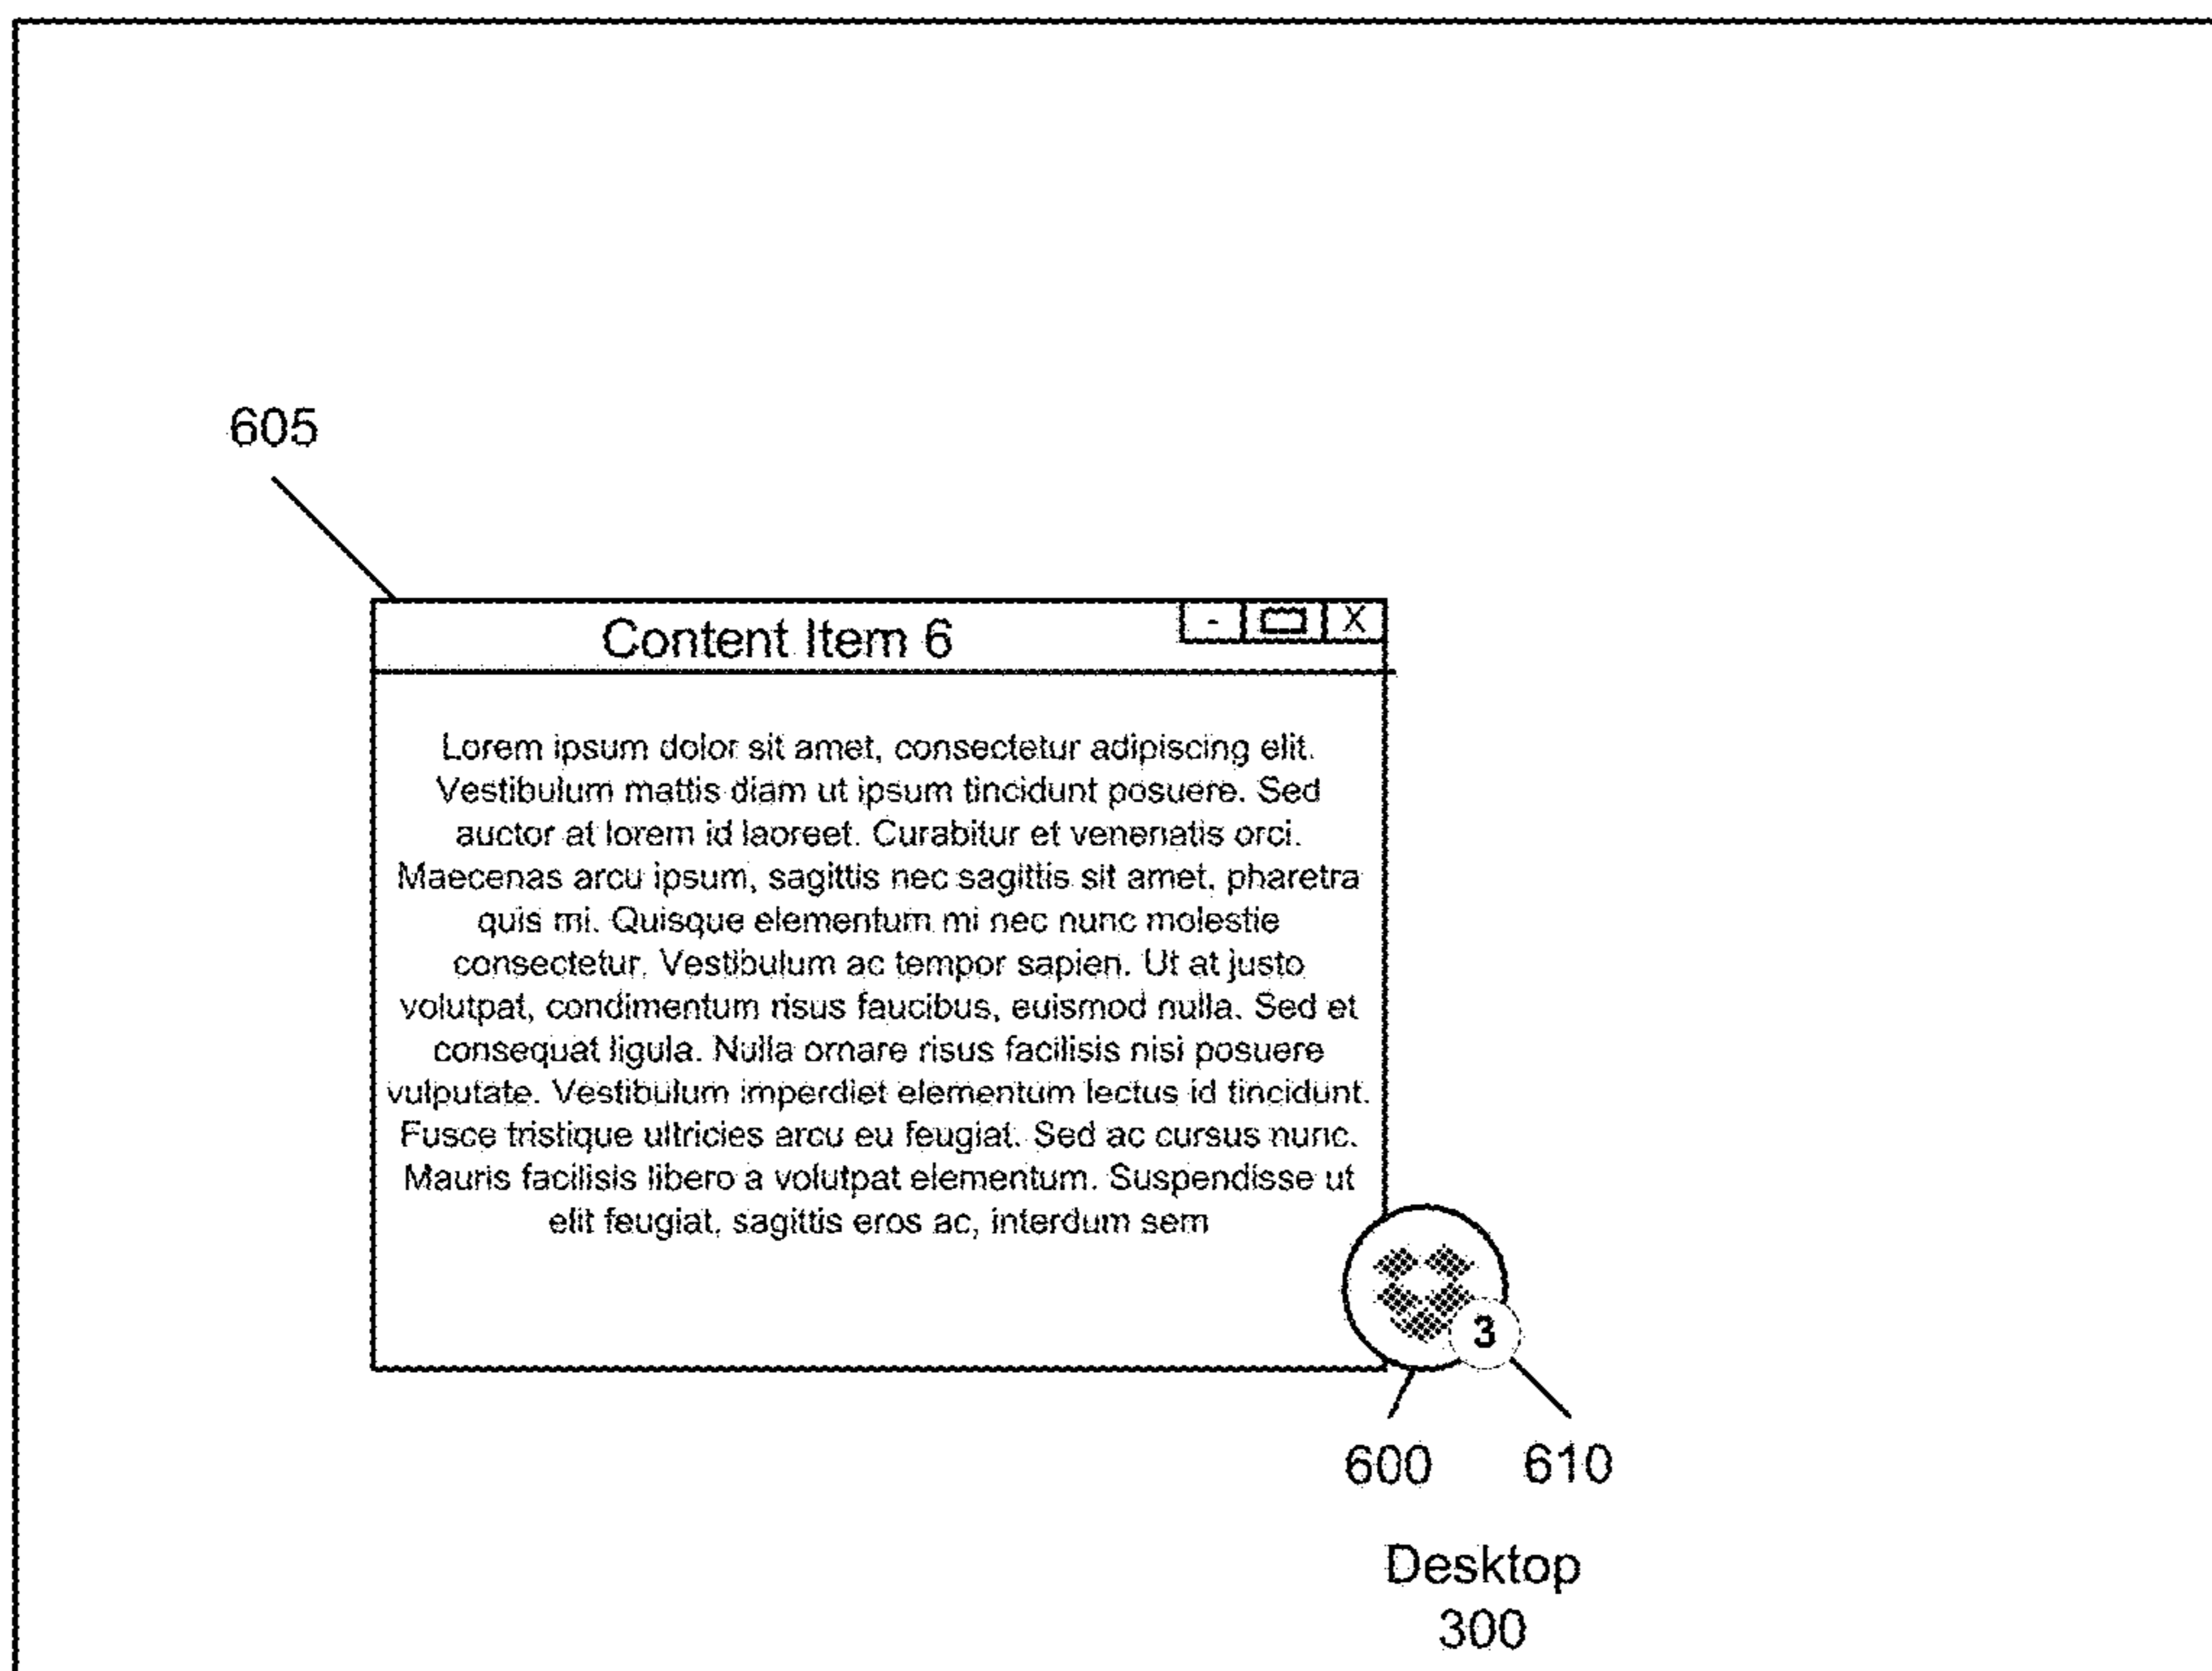 605
Content Item 6
- X
Lorem ipsum dolor sit amet, consectetur adipiscing elit.
Vestibulum mattis diam ut ipsum tincidunt posuere. Sed
auctor at lorem id laoreet. Curabitur et venenatis orci.
Maecenas arcu ipsum, sagittis nec sagittis sit amet, pharetra
quis mi. Quisque elementum mi nec nunc molestie
consectetur. Vestibulum ac tempor sapien. Ut at justo
volutpat, condimentum risus faucibus, euismod nulla. Sed et
consequat ligula. Nulla ornare risus facilisis nisi posuere
vulputate. Vestibulum imperdiet elementum lectus id tincidunt.
Fusce tristique ultricies arcu eu feugiat. Sed ac cursus nunc.
Mauris facilisis libero a volutpat elementum. Suspendisse ut
elit feugiat, sagittis eros ac, interdum sem
3
600 610
Desktop
300